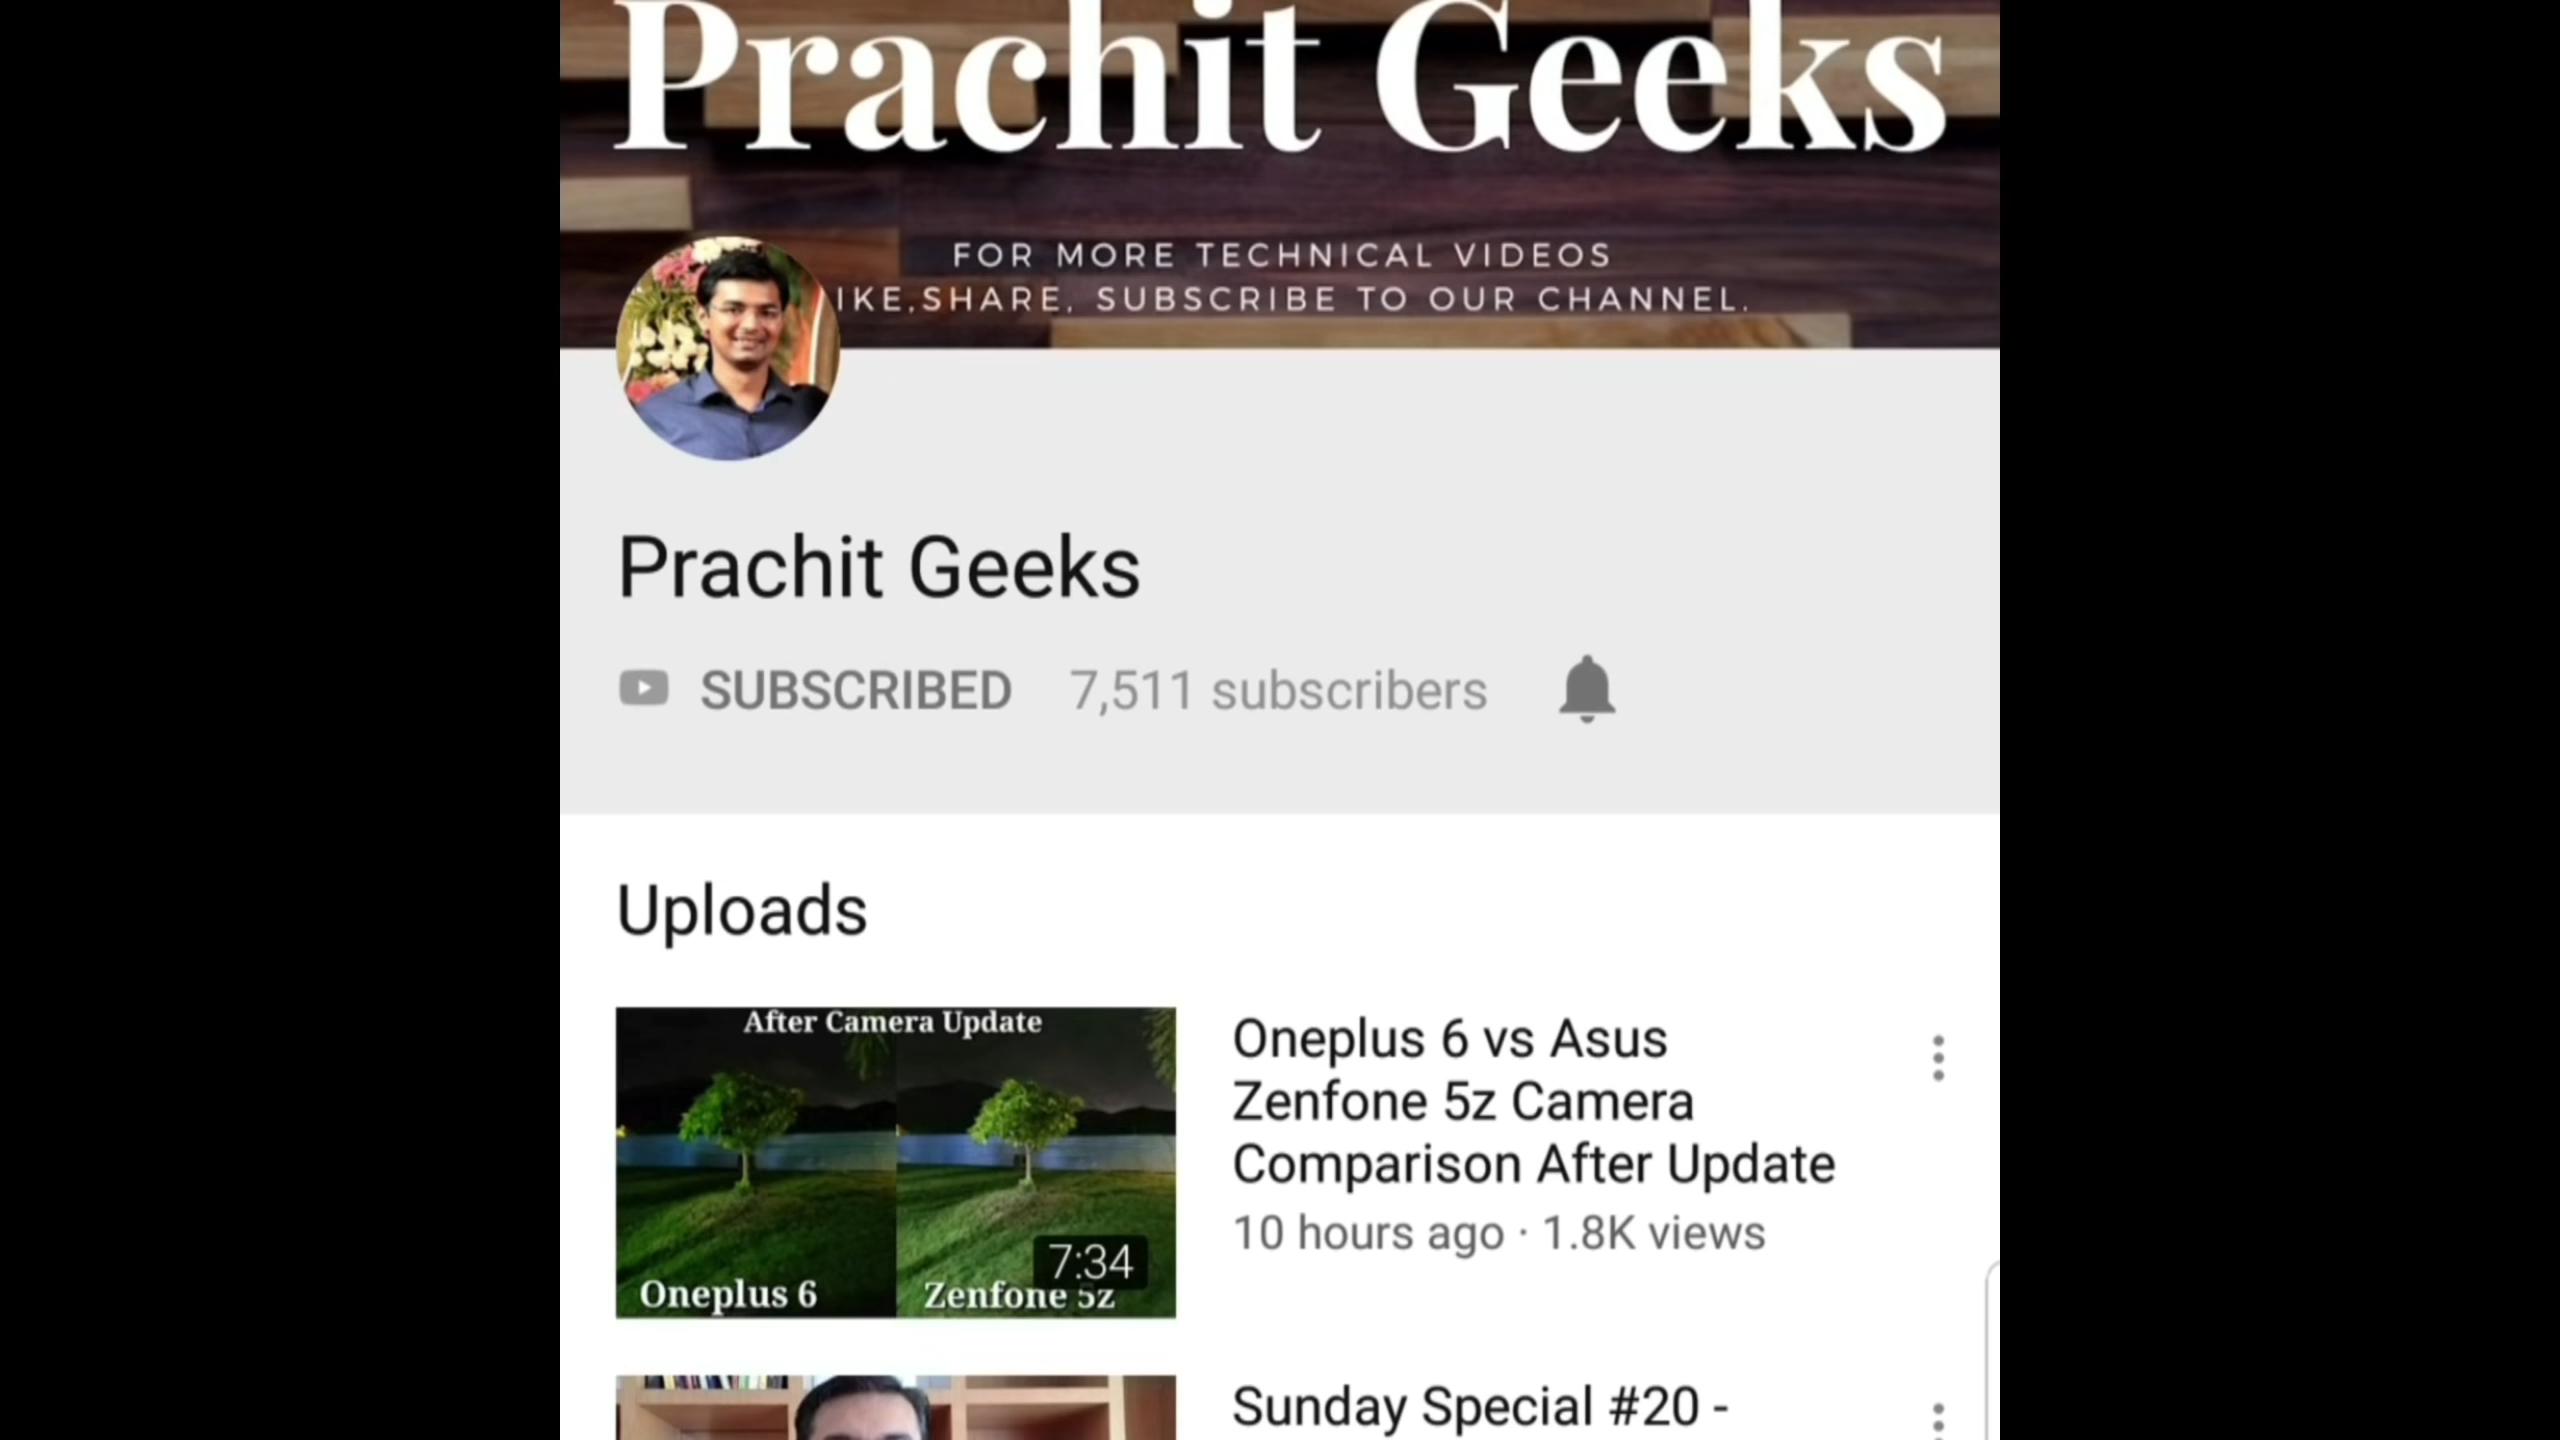 Prachit Geeks
FOR MORE TECHNICAL VIDEOS
IKE,SHARE, SUBSCRIBE TO OUR CHANNEL.
Prachit Geeks
SUBSCRIBED 7,511 subscribers
Uploads
After Camera Update
Oneplus 6
Zenfone 5z
7:34
Oneplus 6 vs Asus
Zenfone 5z Camera
Comparison After Update
10 hours ago · 1.8K views
Sunday Special #20 -